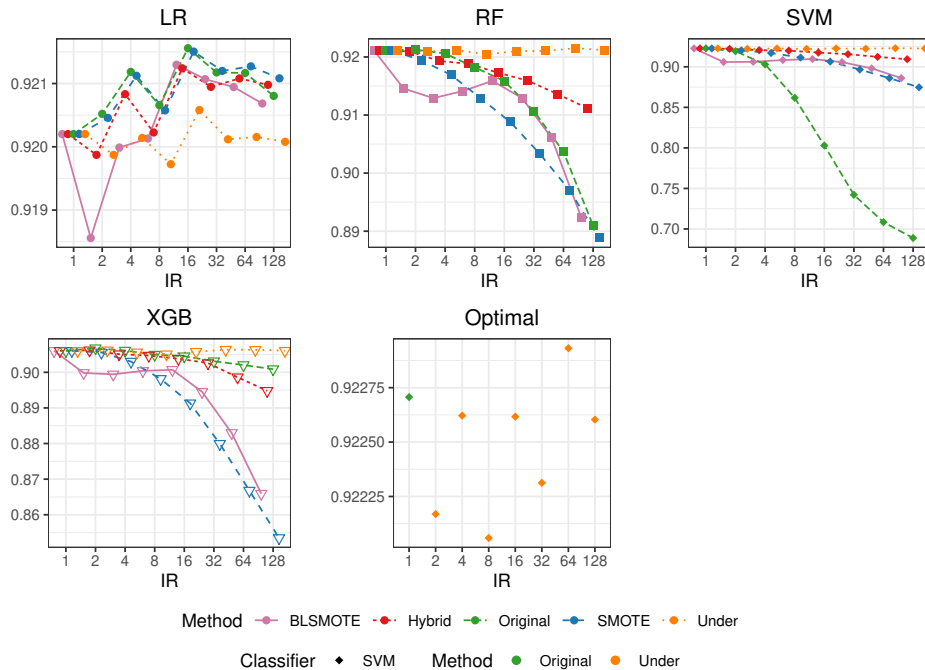 LR
RF
SVM
0.921
0.920
0.919
1 2 4 8 16 32 64 128
IR
0.92
0.91
0.90
0.89
1 2 4 8 16 32 64 128
IR
0.90
0.85
0.80
0.75
0.70
1 2 4 8 16 32 64 128
IR
XGB
Optimal
0.90
0.89
0.88
0.87
0.86
1 2 4 8 16 32 64 128
IR
0.92275
0.92250
0.92225
1 2 4 8 16 32 64 128
IR
Method BLSMOTE Hybrid Original SMOTE Under
Classifier SVM Method Original Under